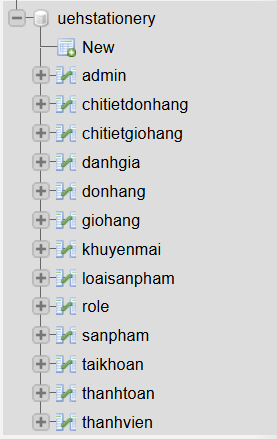 uehstationery
New
admin
chitietdonhang
chitietgiohang
danhgia
donhang
giohang
khuyenmai
loaisanpham
role
sanpham
taikhoan
thanhtoan
thanhvien